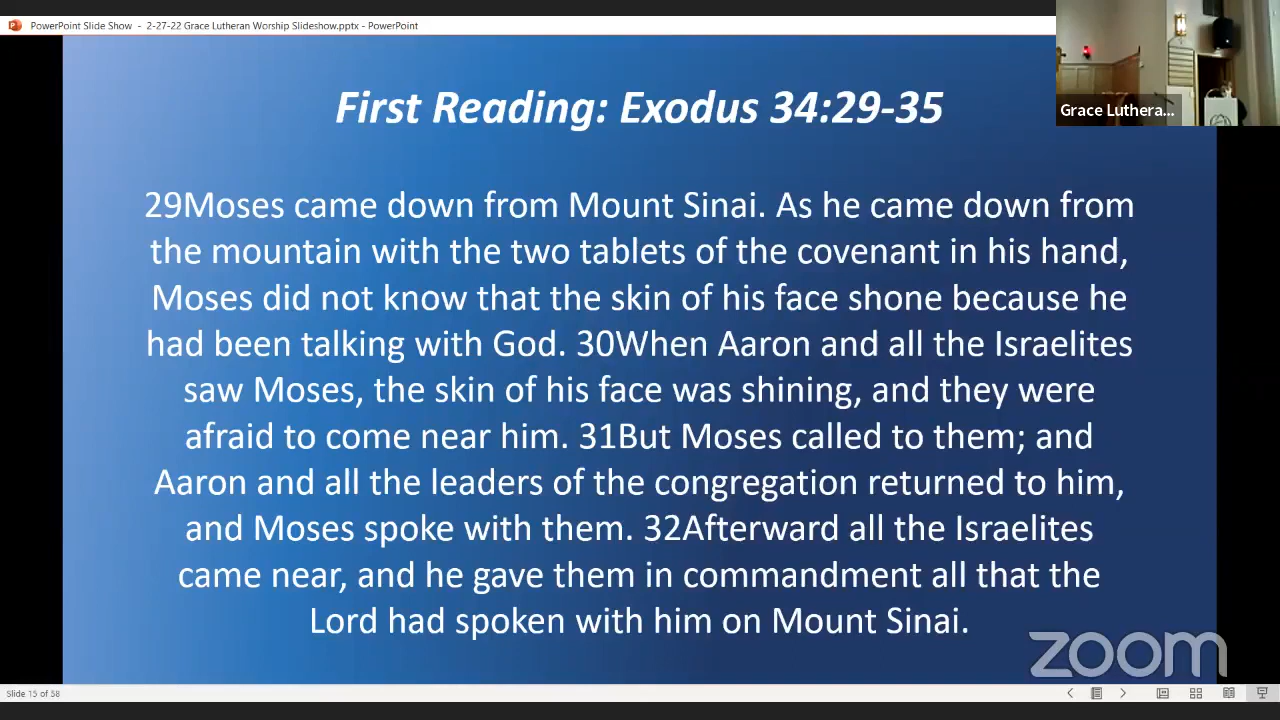 PowerPoint Slide Show - 2-27-22 Grace Lutheran Worship Slideshow.pptx - PowerPoint
Grace Luthera...
First Reading: Exodus 34:29-35
29Moses came down from Mount Sinai. As he came down from
the mountain with the two tablets of the covenant in his hand,
Moses did not know that the skin of his face shone because he
had been talking with God. 30When Aaron and all the Israelites
saw Moses, the skin of his face was shining, and they were
afraid to come near him. 31But Moses called to them; and
Aaron and all the leaders of the congregation returned to him,
and Moses spoke with them. 32Afterward all the Israelites
came near, and he gave them in commandment all that the
Lord had spoken with him on Mount Sinai.
zoom
Slide 15 of 58